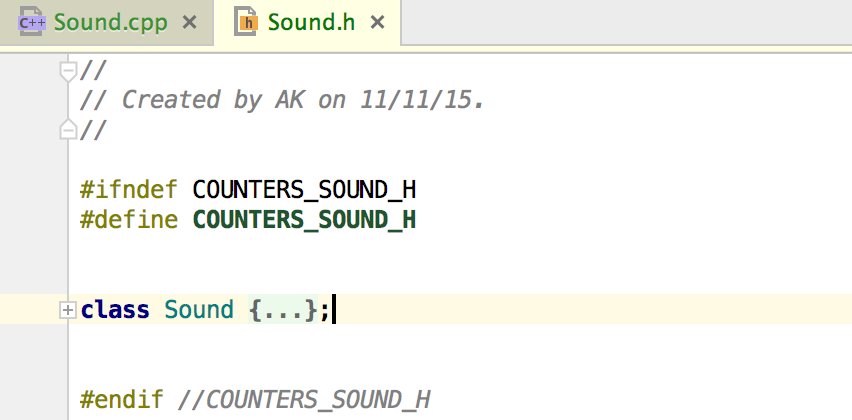 C++ Sound.cpp × h Sound.h ×
//
// Created by AK on 11/11/15.
//
#ifndef COUNTERS_SOUND_H
#define COUNTERS_SOUND_H
class Sound {...};
#endif //COUNTERS_SOUND_H